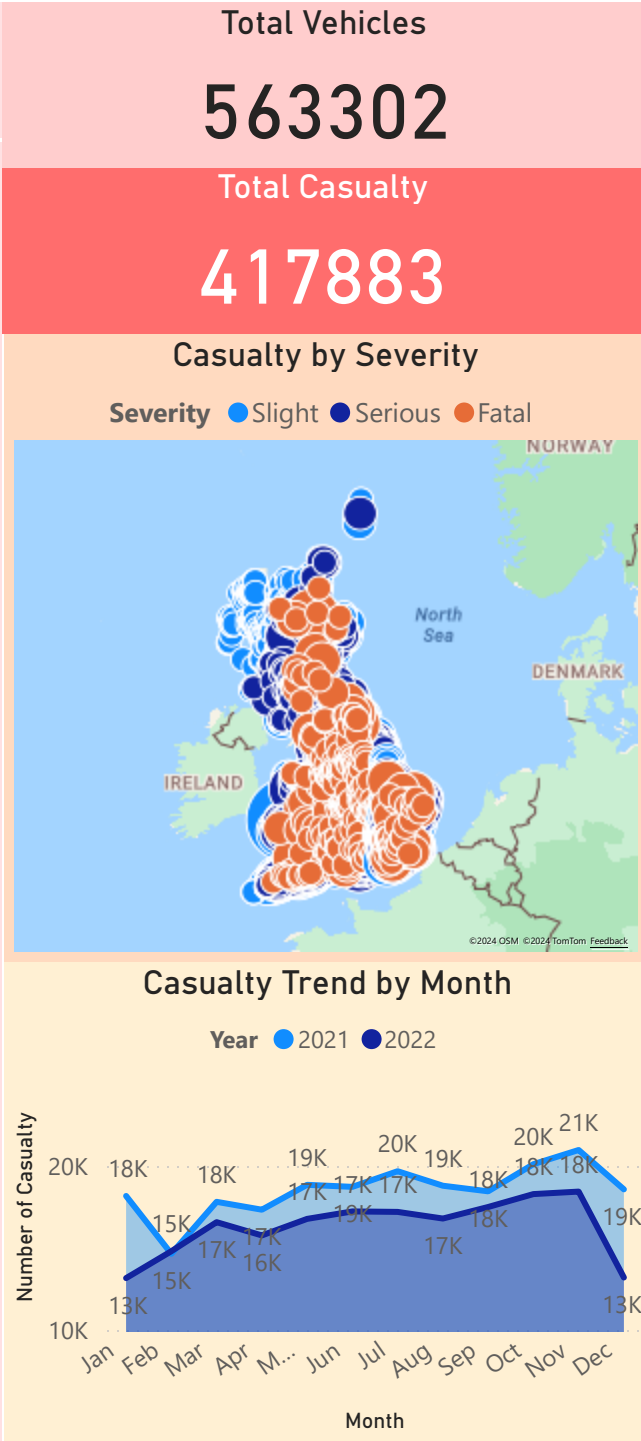 Total Vehicles
563302
Total Casualty
417883
Casualty by Severity
Severity Slight Serious Fatal
NORWAY
North
Sea
DENMARK
IRELAND
©2024 OSM ©2024 TomTom Feedback
Casualty Trend by Month
Year 2021 2022
Number of Casualty
20K
10K
18K
15K
18K
17K
19K
17K
20K
19K
18K
20K
21K
19K
13K
15K
17K
16K
17K
19K
17K
17K
18K
18K
18K
13K
Jan
Feb
Mar
Apr
M...
Jun
Jul
Aug
Sep
Oct
Nov
Dec
Month